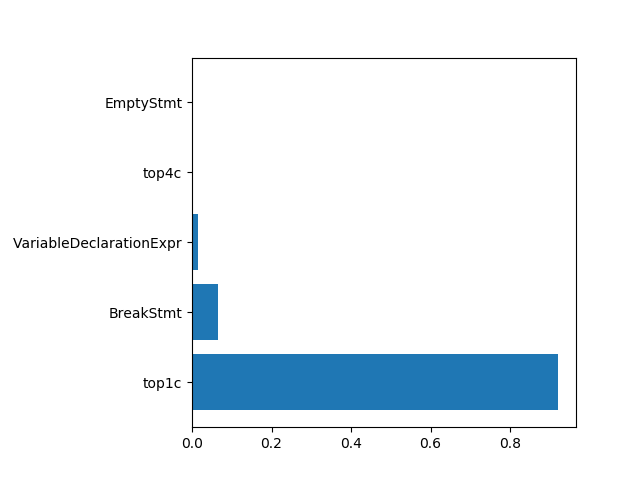 EmptyStmt
top4c
VariableDeclarationExpr
BreakStmt
top1c
0.0 0.2 0.4 0.6 0.8